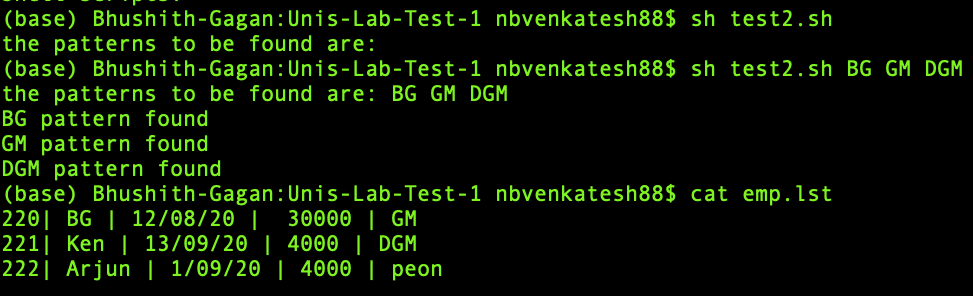 (base) Bhushith-Gagan:Unis-Lab-Test-1 nbvenkatesh88$ sh test2.sh
the patterns to be found are:
(base) Bhushith-Gagan:Unis-Lab-Test-1 nbvenkatesh88$ sh test2.sh BG GM DGM
the patterns to be found are: BG GM DGM
BG pattern found
GM pattern found
DGM pattern found
(base) Bhushith-Gagan:Unis-Lab-Test-1 nbvenkatesh88$ cat emp.lst
220| BG | 12/08/20 |  30000 | GM
221| Ken | 13/09/20 | 4000 | DGM
222| Arjun | 1/09/20 | 4000 | peon